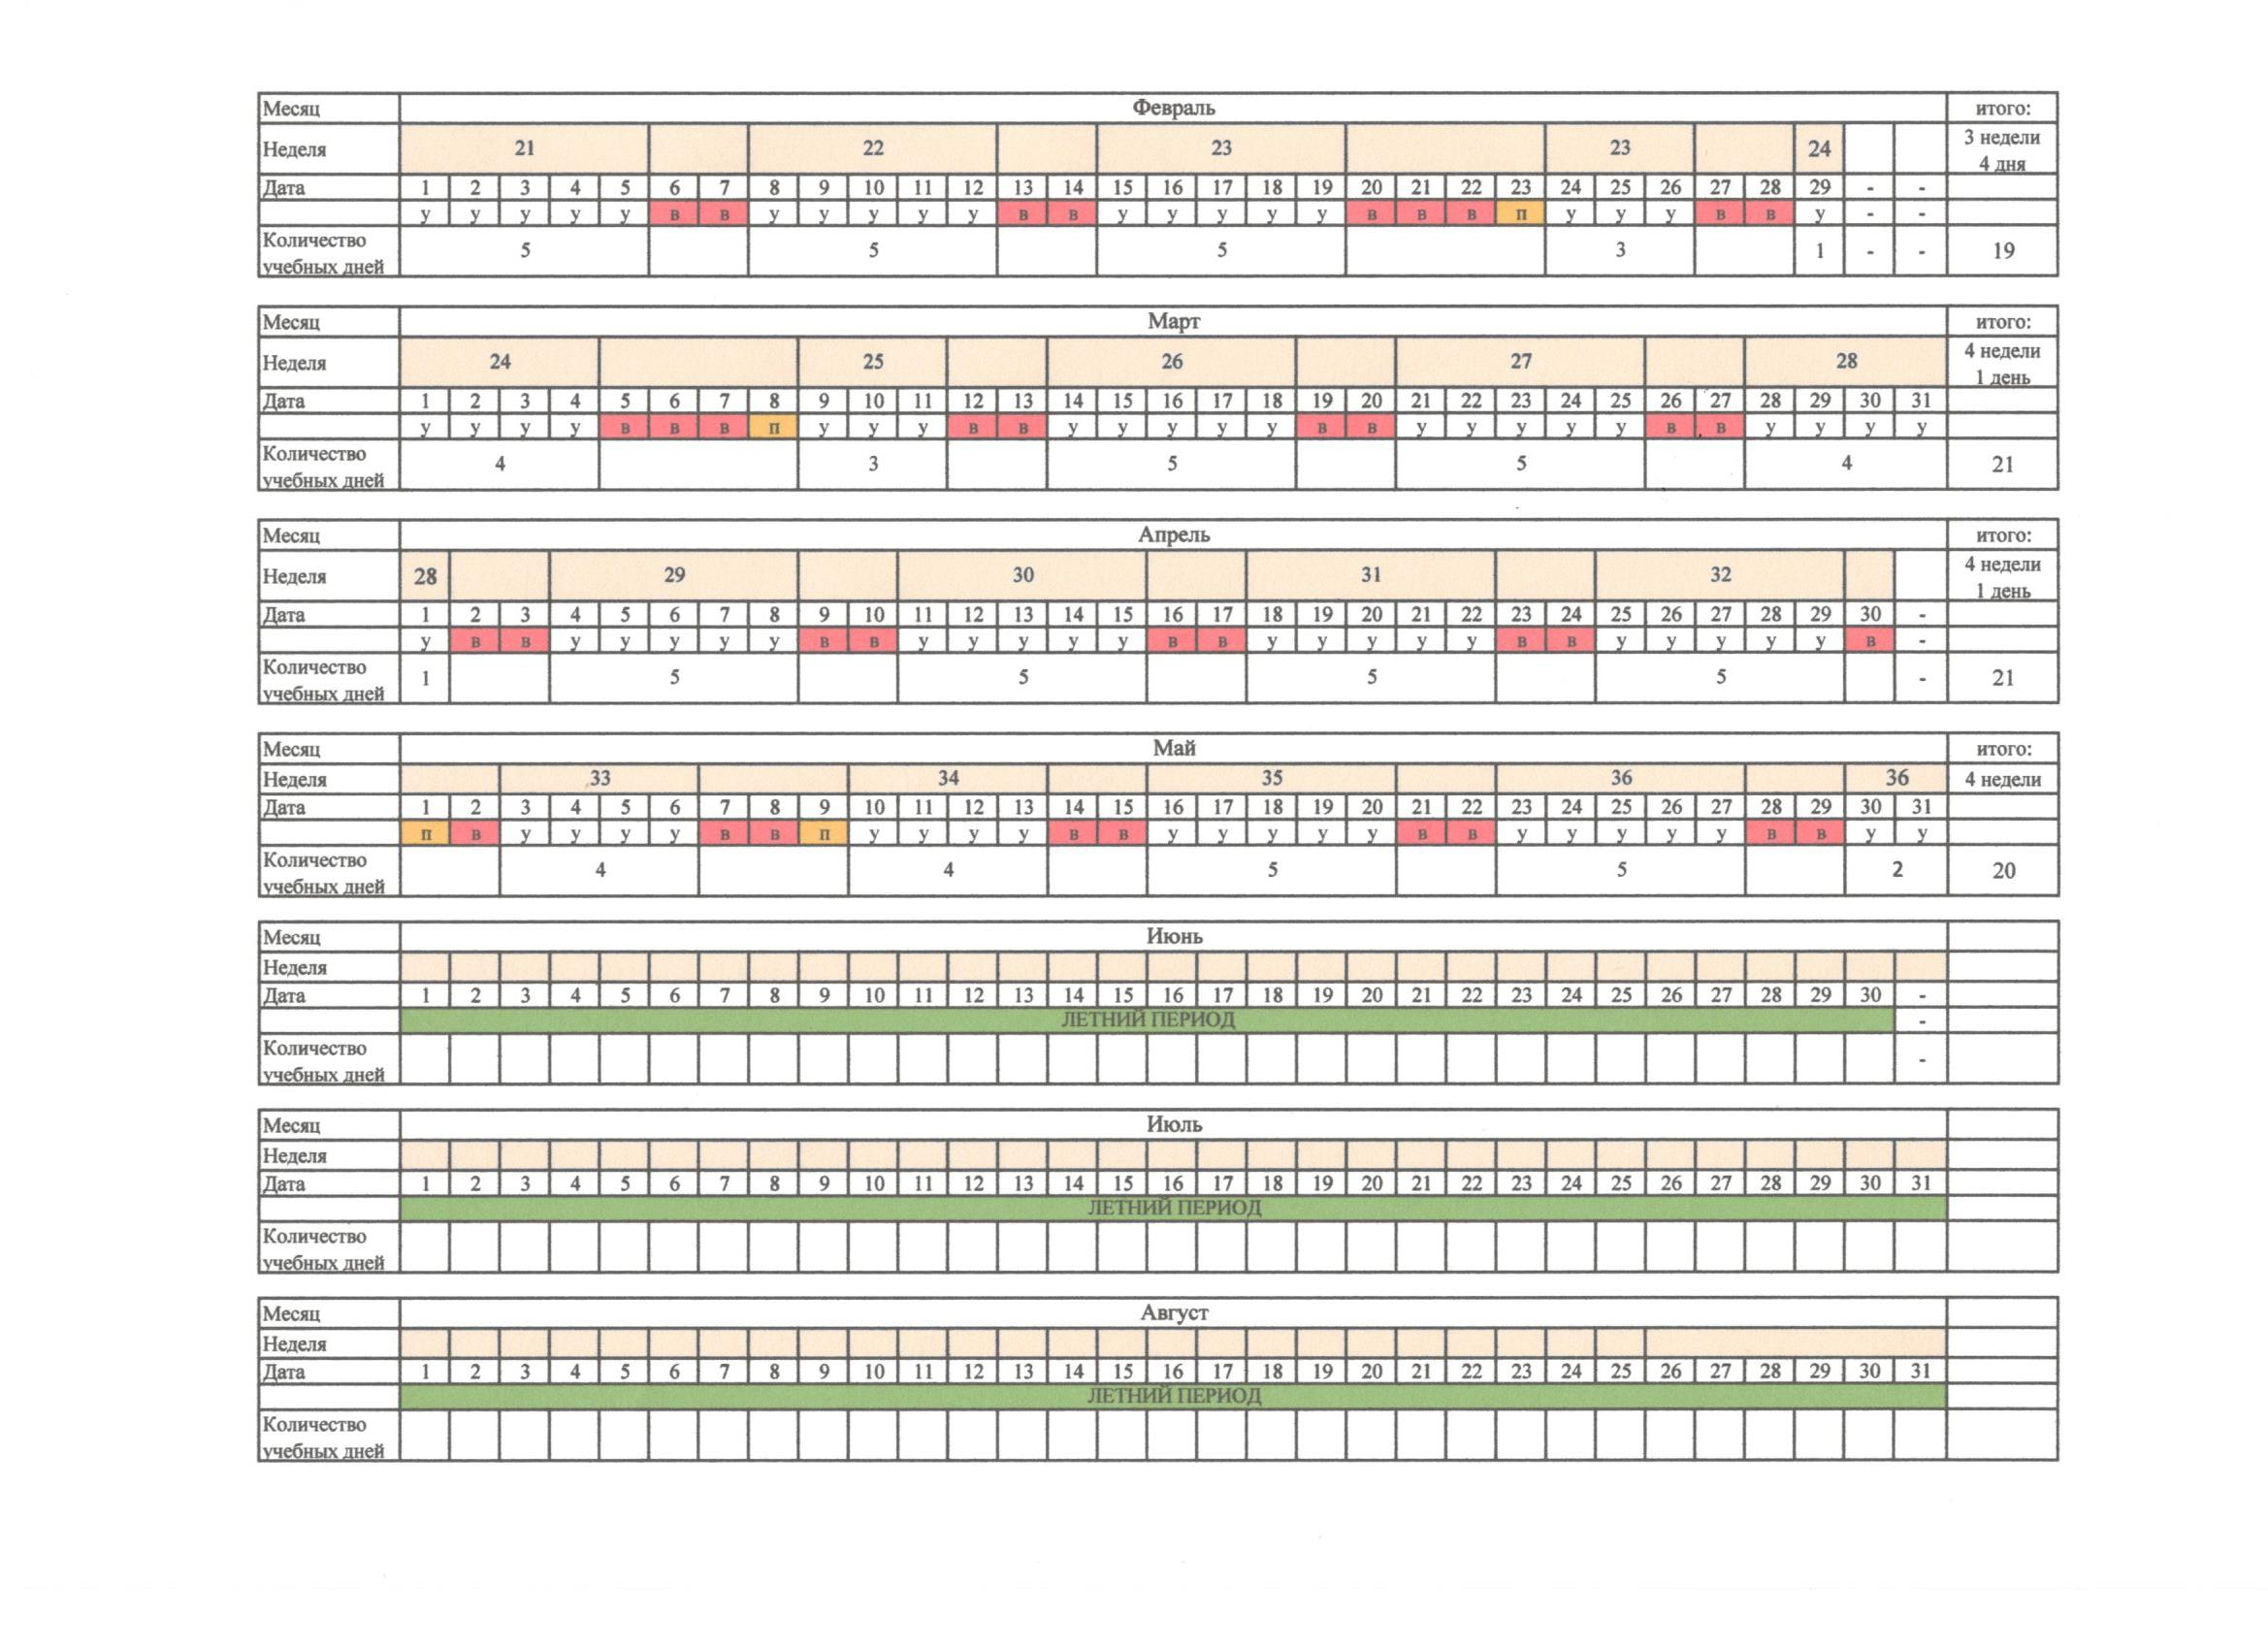 Месяц Февраль итого:
Неделя 21 22 23 23 24 3 недели 4 дня
Дата 1 2 3 4 5 6 7 8 9 10 11 12 13 14 15 16 17 18 19 20 21 22 23 24 25 26 27 28 29 - -
у у у у у в в у у у у у в в у у у у у в в в п у у у в в у - -
Количество учебных дней 5 5 5 3 1 - - 19
Месяц Март итого:
Неделя 24 25 26 27 28 4 недели 1 день
Дата 1 2 3 4 5 6 7 8 9 10 11 12 13 14 15 16 17 18 19 20 21 22 23 24 25 26 27 28 29 30 31
у у у у в в в п у у у в в у у у у у в в у у у у у в в у у у у
Количество учебных дней 4 3 5 5 4 21
Месяц Апрель итого:
Неделя 28 29 30 31 32 4 недели 1 день
Дата 1 2 3 4 5 6 7 8 9 10 11 12 13 14 15 16 17 18 19 20 21 22 23 24 25 26 27 28 29 30 -
у в в у у у у у в в у у у у у в в у у у у у в в у у у у у в -
Количество учебных дней 1 5 5 5 5 - 21
Месяц Май итого:
Неделя 33 34 35 36 36 4 недели
Дата 1 2 3 4 5 6 7 8 9 10 11 12 13 14 15 16 17 18 19 20 21 22 23 24 25 26 27 28 29 30 31
п в у у у у в в п у у у у в в у у у у у в в у у у у у в в у у
Количество учебных дней 4 4 5 5 2 20
Месяц Июнь
Неделя
Дата 1 2 3 4 5 6 7 8 9 10 11 12 13 14 15 16 17 18 19 20 21 22 23 24 25 26 27 28 29 30 -
ЛЕТНИЙ ПЕРИОД -
Количество учебных дней -
Месяц Июль
Неделя
Дата 1 2 3 4 5 6 7 8 9 10 11 12 13 14 15 16 17 18 19 20 21 22 23 24 25 26 27 28 29 30 31
ЛЕТНИЙ ПЕРИОД
Количество учебных дней
Месяц Август
Неделя
Дата 1 2 3 4 5 6 7 8 9 10 11 12 13 14 15 16 17 18 19 20 21 22 23 24 25 26 27 28 29 30 31
ЛЕТНИЙ ПЕРИОД
Количество учебных дней